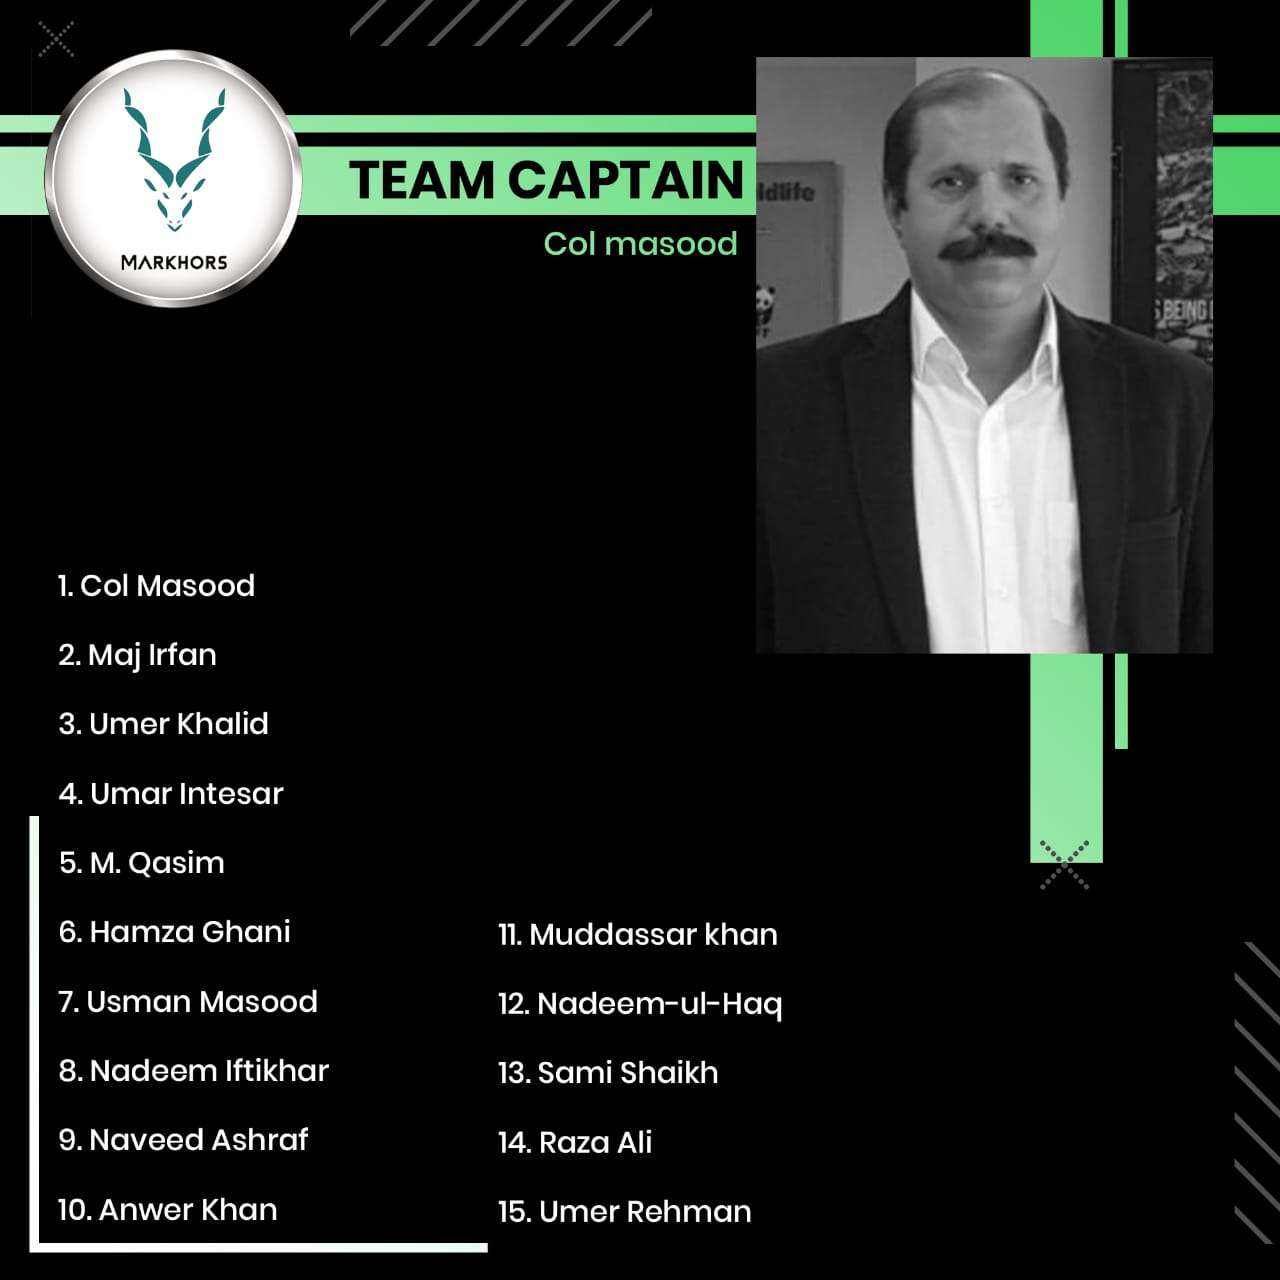 MARKHORS
TEAM CAPTAIN
Col masood
ldlife
S BEING
1. Col Masood
2. Maj Irfan
3. Umer Khalid
4. Umar Intesar
5. M. Qasim
6. Hamza Ghani
7. Usman Masood
8. Nadeem Iftikhar
9. Naveed Ashraf
10. Anwer Khan
11. Muddassar khan
12. Nadeem-ul-Haq
13. Sami Shaikh
14. Raza Ali
15. Umer Rehman